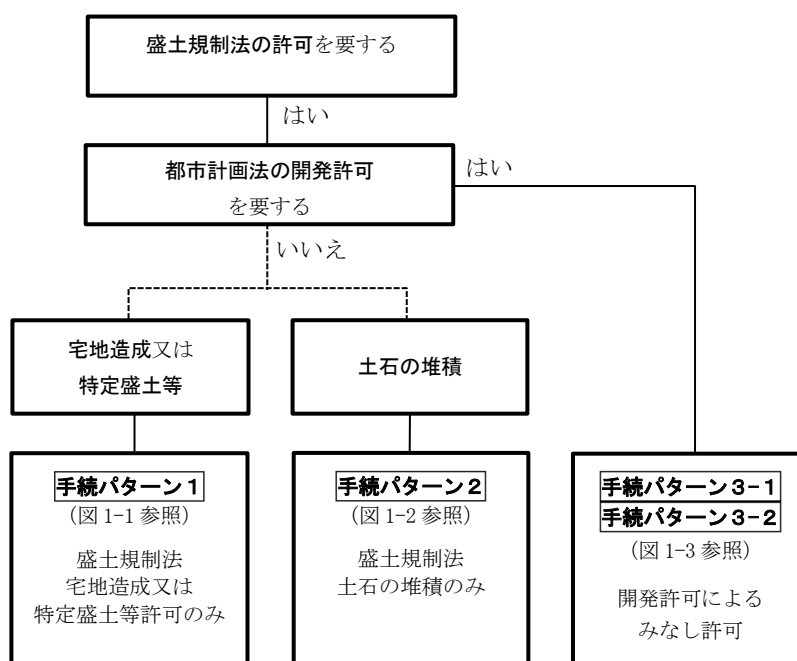 盛土規制法の許可を要する
はい
都市計画法の開発許可
を要する
はい
いいえ
宅地造成又は
特定盛土等
土石の堆積
手続パターン1
(図 1-1 参照)
盛土規制法
宅地造成又は
特定盛土等許可のみ
手続パターン2
(図 1-2 参照)
盛土規制法
土石の堆積のみ
手続パターン3-1
手続パターン3-2
(図 1-3 参照)
開発許可による
みなし許可